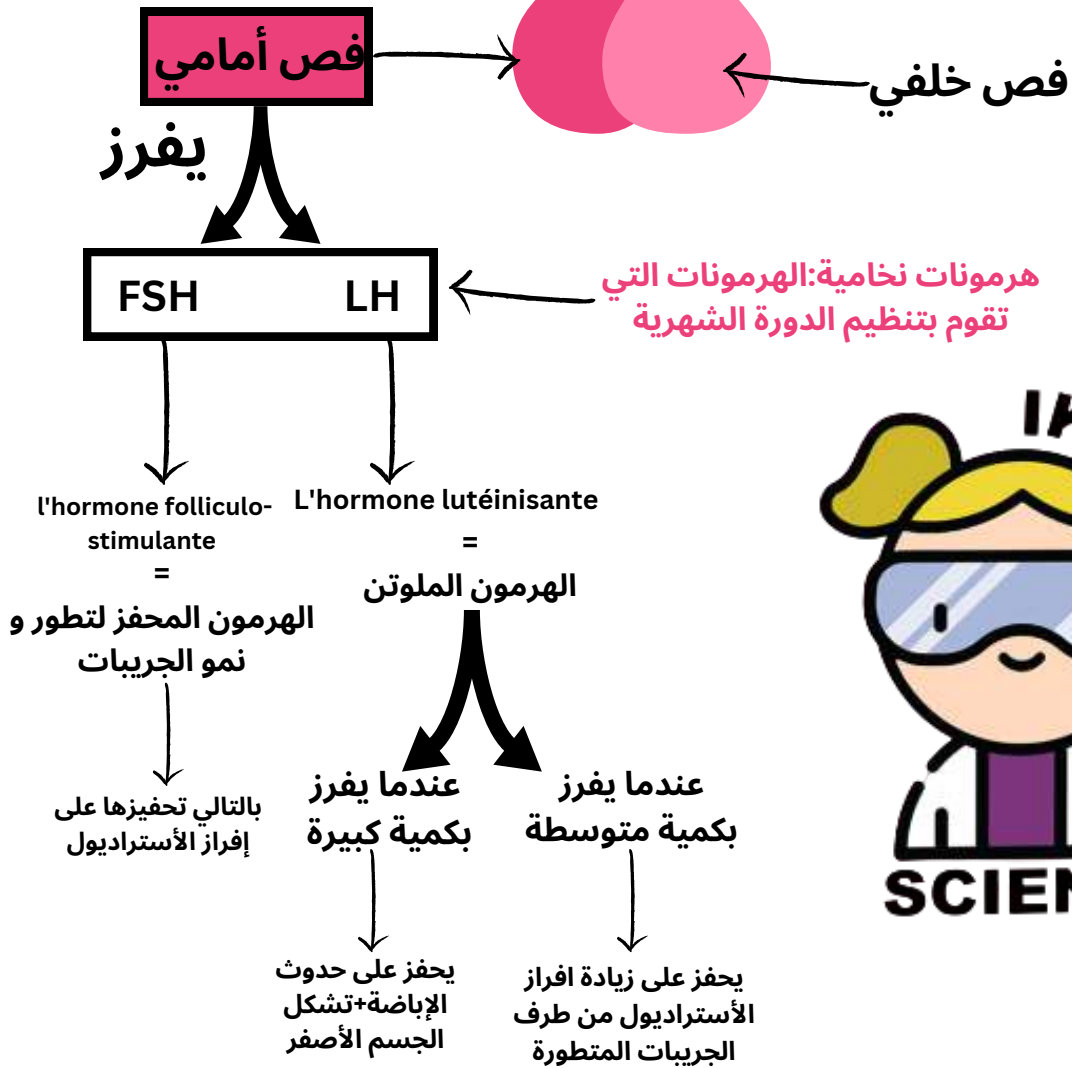 فص أمامي
فص خلفي
يفرز
FSH
LH
هرمونات نخامية:الهرمونات التي
تقوم بتنظيم الدورة الشهرية
l'hormone folliculo-
stimulante
=
الهرمون المحفز لتطور و
نمو الجريبات
بالتالي تحفيزها على
إفراز الأستراديول
L'hormone lutéinisante
=
الهرمون الملوتن
عندما يفرز
بكمية كبيرة
يحفز على حدوث
الإباضة+تشكل
الجسم الأصفر
عندما يفرز
بكمية متوسطة
يحفز على زيادة افراز
الأستراديول من طرف
الجريبات المتطورة